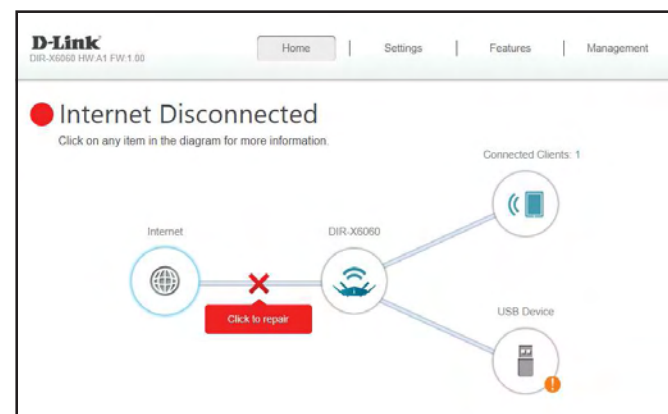 D-Link
DIR-X6060 HW:A1 FW:1.00
Home | Settings | Features | Management
Internet Disconnected
Click on any item in the diagram for more information.
Connected Clients: 1
Internet
DIR-X6060
Click to repair
USB Device
!